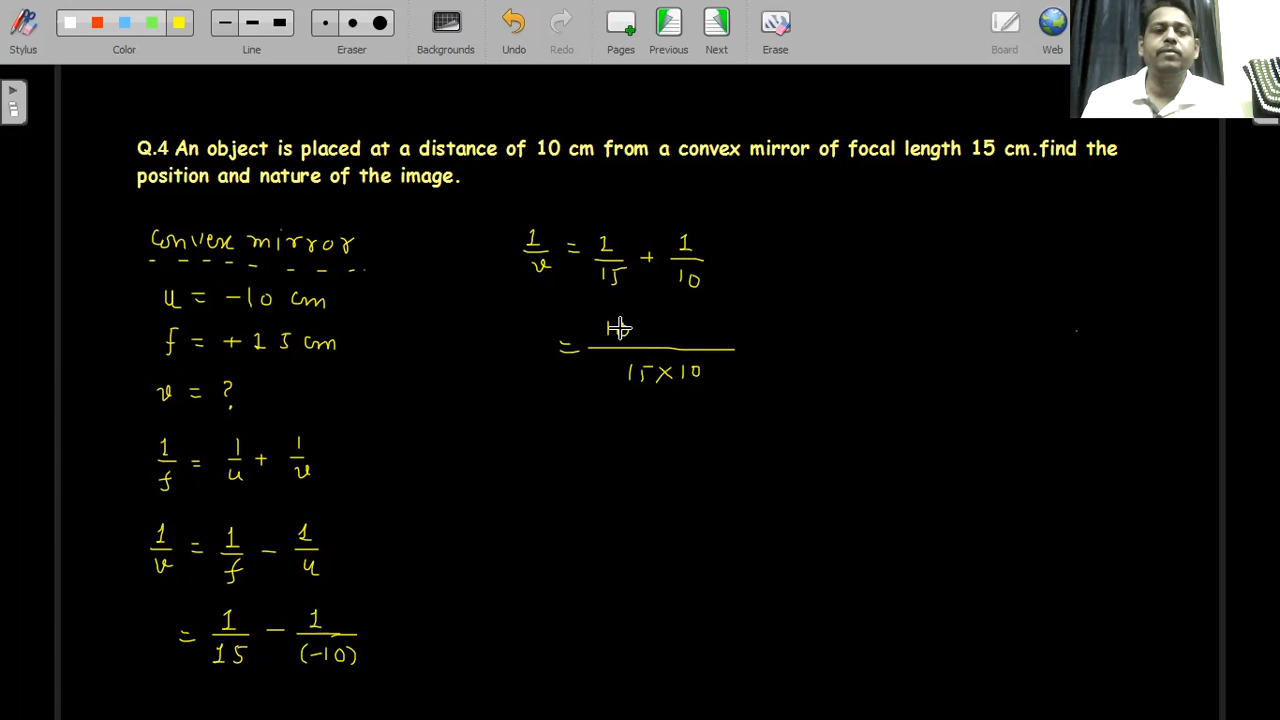 Stylus Color Line Eraser Backgrounds Undo Redo Pages Previous Next Erase Board Web
Q.4 An object is placed at a distance of 10 cm from a convex mirror of focal length 15 cm.find the
position and nature of the image.
Convex mirror
u = -10 cm
f = +15 cm
v = ?
1/f = 1/u + 1/v
1/v = 1/f - 1/u
= 1/15 - 1/(-10)
1/v = 1/15 + 1/10
= 10/15×10